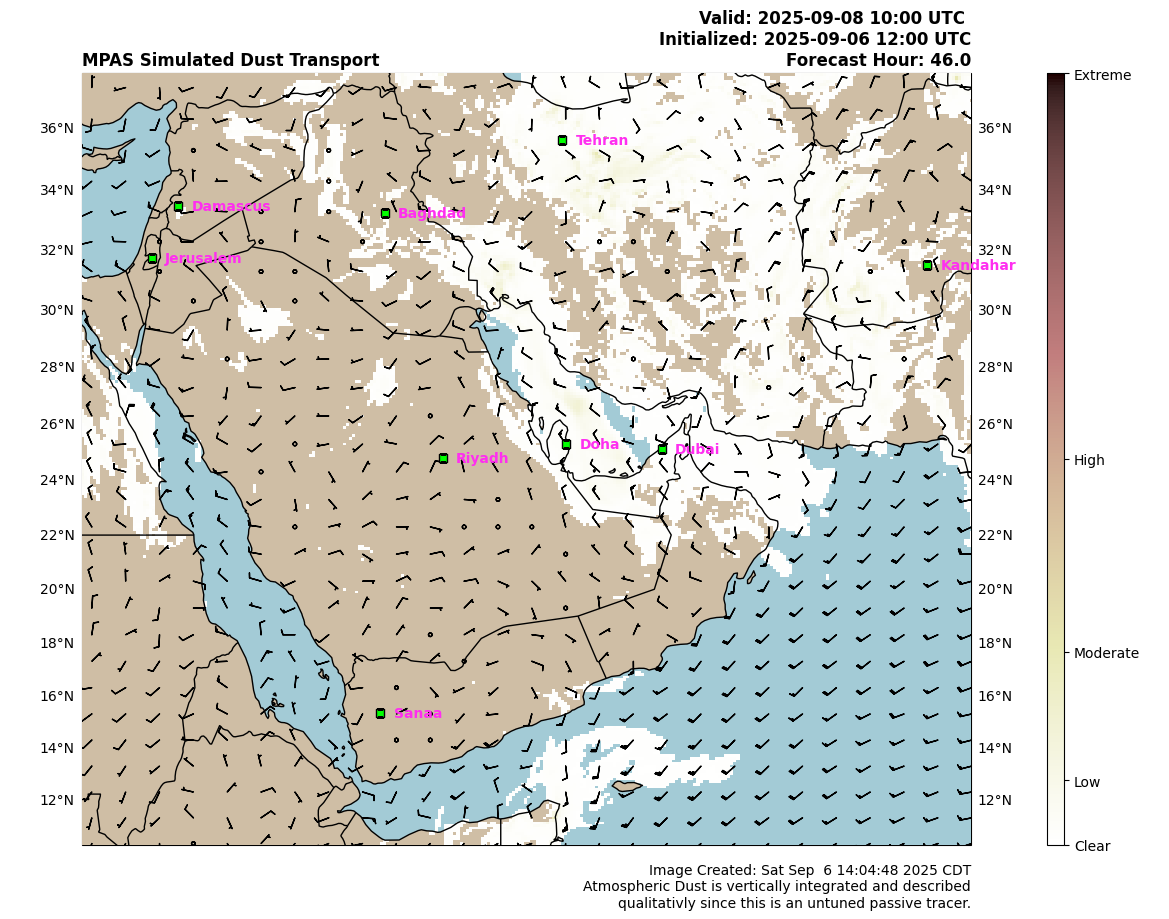 Valid: 2025-09-08 10:00 UTC
Initialized: 2025-09-06 12:00 UTC
MPAS Simulated Dust Transport Forecast Hour: 46.0
Extreme
36°N 36°N
Tehran
34°N 34°N
Damascus
Baghdad
32°N 32°N
Jerusalem
Kandahar
30°N 30°N
28°N 28°N
26°N 26°N
Doha
Dubai
Riyadh
High
24°N 24°N
22°N 22°N
20°N 20°N
18°N 18°N
Moderate
16°N 16°N
Sanaa
14°N 14°N
Low
12°N 12°N
Clear
Image Created: Sat Sep  6 14:04:48 2025 CDT
Atmospheric Dust is vertically integrated and described
qualitativly since this is an untuned passive tracer.